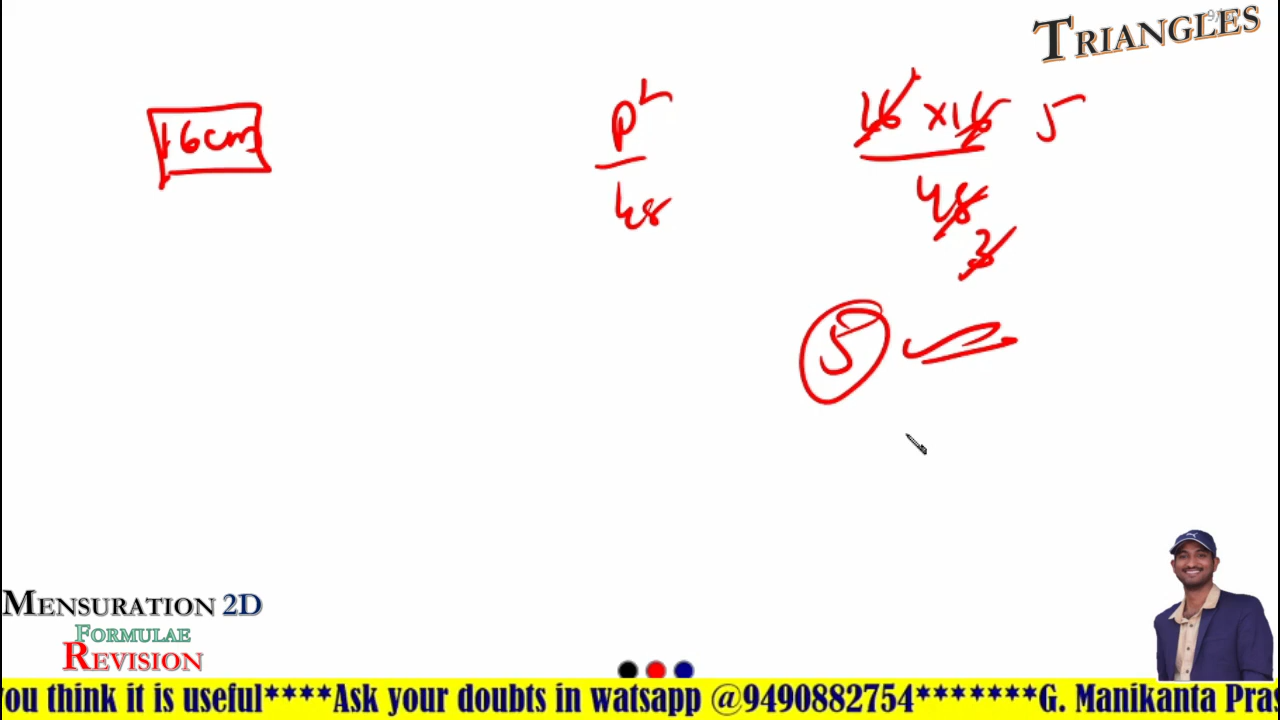 TRIANGLES
16cm
p²
48
16 × 16 5
48
3
5
MENSURATION 2D
FORMULAE
REVISION
you think it is useful****Ask your doubts in watsapp @9490882754*******G. Manikanta Pras